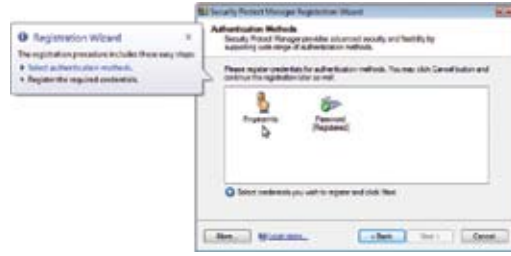 Registration Wizard
The registration procedure includes three easy steps:
Select authentication methods.
Register the required credentials.
Security Protect Manager Registration Wizard
Authentication Methods
Security Protect Manager provides advanced security and flexibility by
supporting wide range of authentication methods.
Please register credentials for authentication methods. You may click Cancel button and
continue the registration later as well.
Fingerprints
Password
(Registered)
Select credentials you wish to register and click Next
More...
Learn more...
< Back
Next >
Cancel